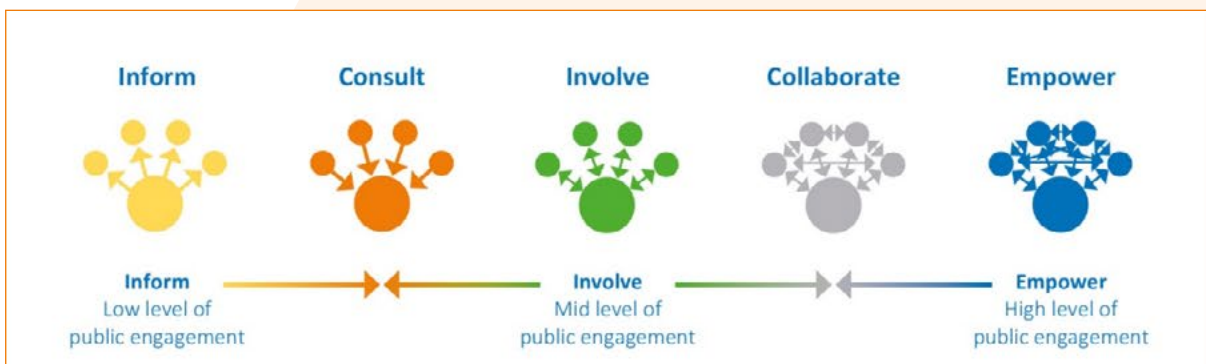 Inform
Consult
Involve
Collaborate
Empower
Inform
Low level of
public engagement
Involve
Mid level of
public engagement
Empower
High level of
public engagement